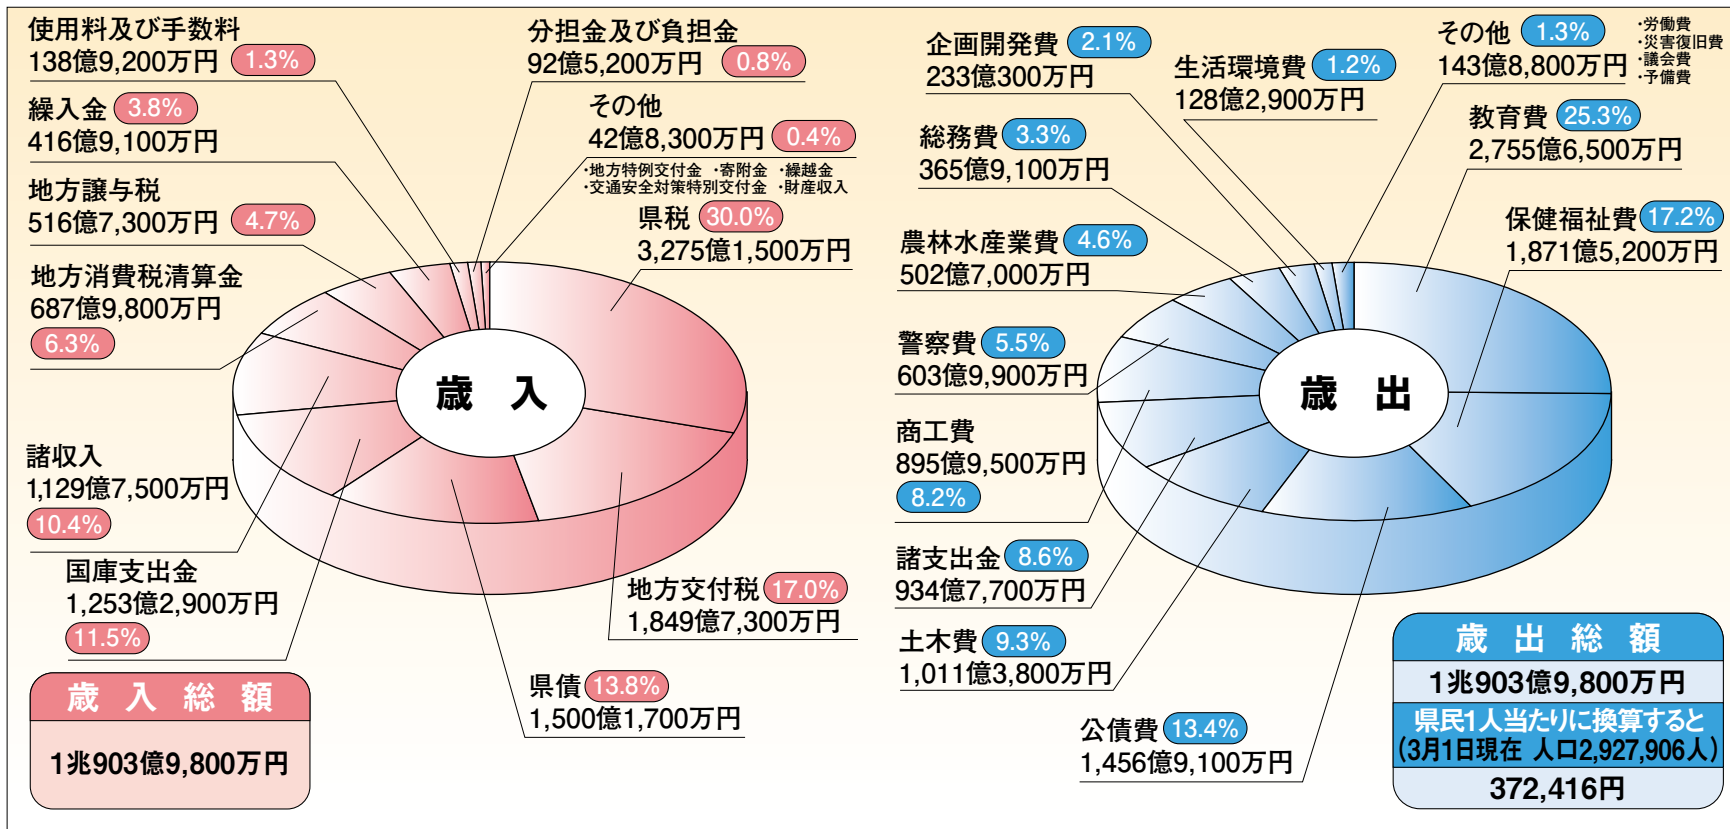 使用料及び手数料
138億9,200万円 1.3%
繰入金 3.8%
416億9,100万円
地方譲与税
516億7,300万円 4.7%
地方消費税清算金
687億9,800万円
6.3%
諸収入
1,129億7,500万円
10.4%
国庫支出金
1,253億2,900万円
11.5%
分担金及び負担金
92億5,200万円 0.8%
その他
42億8,300万円 0.4%
・地方特例交付金 ・寄附金 ・繰越金
・交通安全対策特別交付金 ・財産収入
県税 30.0%
3,275億1,500万円
歳 入
地方交付税 17.0%
1,849億7,300万円
県債 13.8%
1,500億1,700万円
歳 入 総 額
1兆903億9,800万円
企画開発費 2.1%
233億300万円
総務費 3.3%
365億9,100万円
農林水産業費 4.6%
502億7,000万円
警察費 5.5%
603億9,900万円
商工費
895億9,500万円
8.2%
諸支出金 8.6%
934億7,700万円
土木費 9.3%
1,011億3,800万円
公債費 13.4%
1,456億9,100万円
生活環境費 1.2%
128億2,900万円
その他 1.3%
143億8,800万円
・労働費
・災害復旧費
・議会費
・予備費
教育費 25.3%
2,755億6,500万円
保健福祉費 17.2%
1,871億5,200万円
歳 出
歳 出 総 額
1兆903億9,800万円
県民1人当たりに換算すると
(3月1日現在 人口2,927,906人)
372,416円